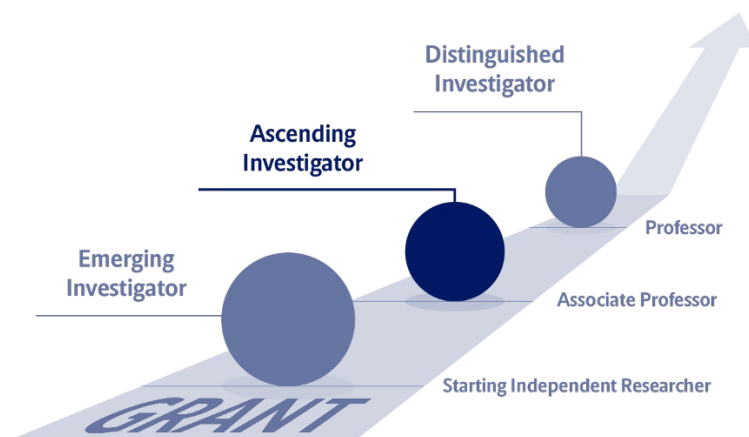 Distinguished
Investigator
Ascending
Investigator
Professor
Emerging
Investigator
Associate Professor
Starting Independent Researcher
GRANT